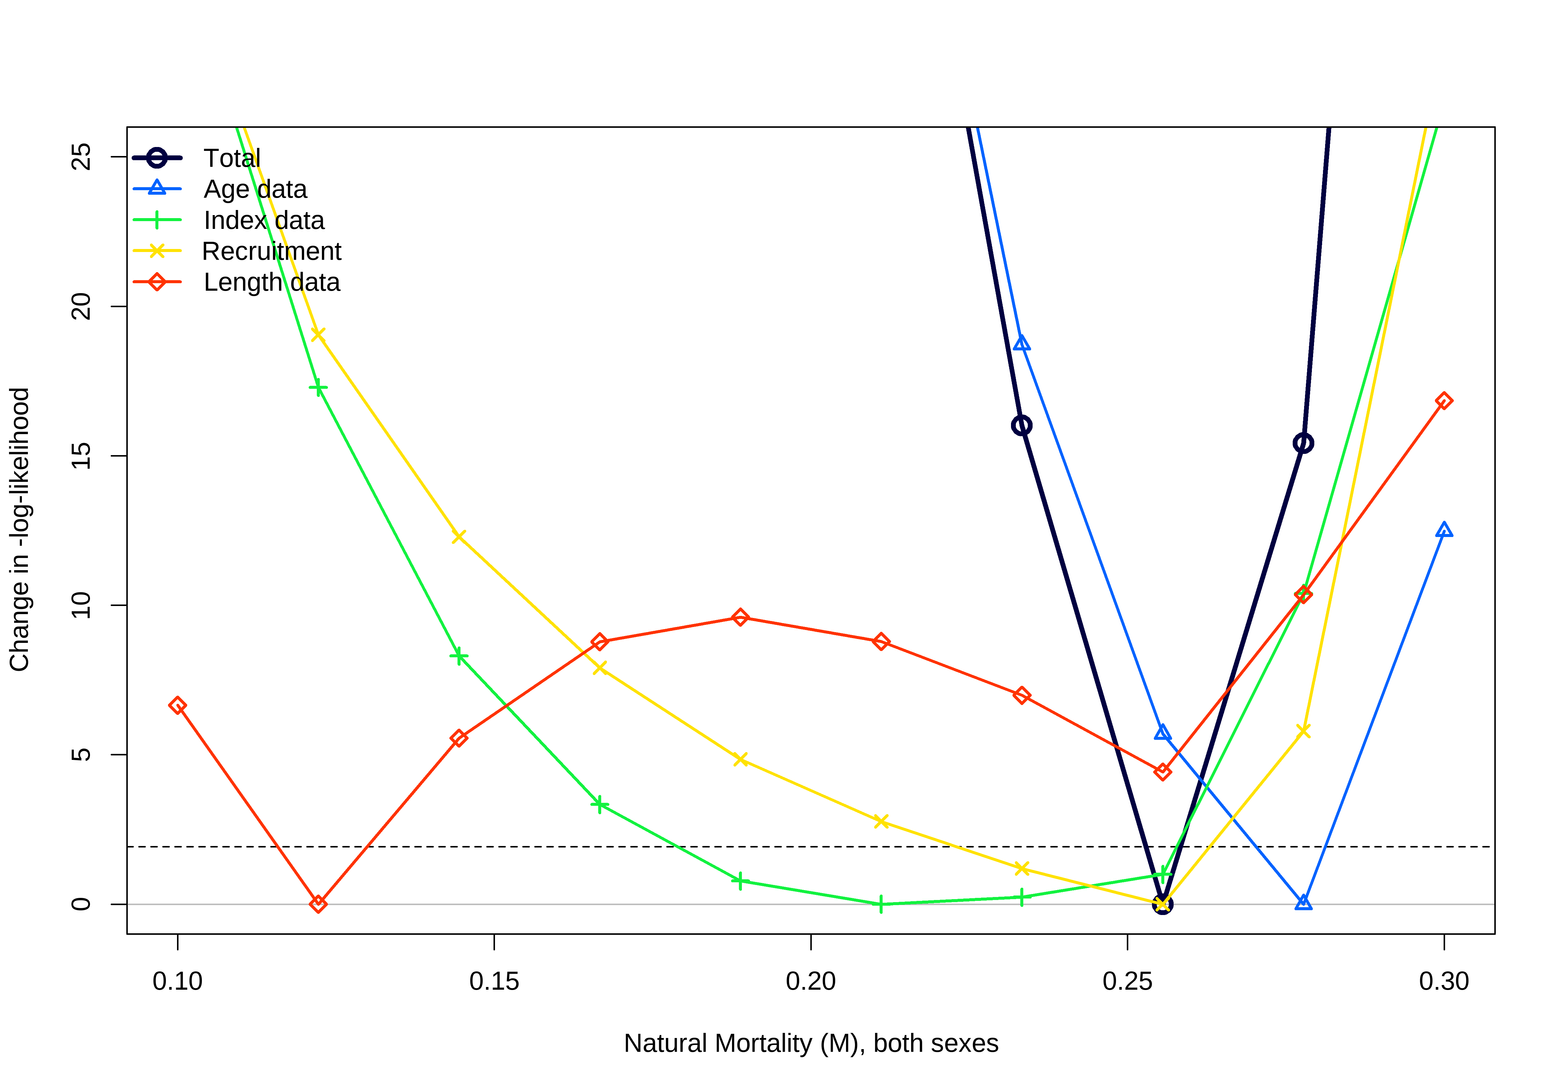 Total
Age data
Index data
Recruitment
Length data
Change in -log-likelihood
25
20
15
10
5
0
0.10 0.15 0.20 0.25 0.30
Natural Mortality (M), both sexes